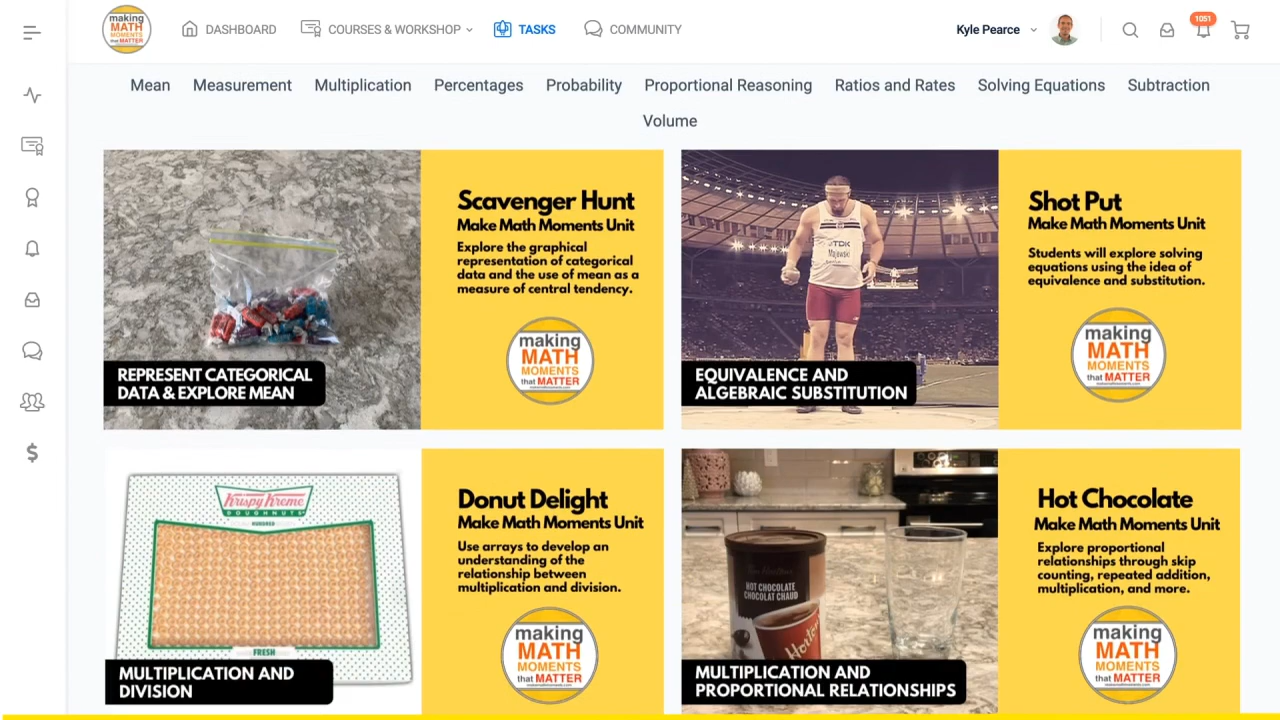 making
MATH
MOMENTS
that MATTER
DASHBOARD
COURSES & WORKSHOP
TASKS
COMMUNITY
Kyle Pearce
1051
Mean
Measurement
Multiplication
Percentages
Probability
Proportional Reasoning
Ratios and Rates
Solving Equations
Subtraction
Volume
Scavenger Hunt
Make Math Moments Unit
Explore the graphical
representation of categorical
data and the use of mean as a
measure of central tendency.
making
MATH
MOMENTS
that MATTER
REPRESENT CATEGORICAL
DATA & EXPLORE MEAN
TDK
Majewski
Shot Put
Make Math Moments Unit
Students will explore solving
equations using the idea of
equivalence and substitution.
making
MATH
MOMENTS
that MATTER
EQUIVALENCE AND
ALGEBRAIC SUBSTITUTION
Krispy Kreme
DOUGHNUTS
HUNDRED
FRESH
MULTIPLICATION AND
DIVISION
Donut Delight
Make Math Moments Unit
Use arrays to develop an
understanding of the
relationship between
multiplication and division.
making
MATH
MOMENTS
that MATTER
HOT CHOCOLATE
CHOCOLAT CHAUD
MULTIPLICATION AND
PROPORTIONAL RELATIONSHIPS
Hot Chocolate
Make Math Moments Unit
Explore proportional
relationships through skip
counting, repeated addition,
multiplication, and more.
making
MATH
MOMENTS
that MATTER